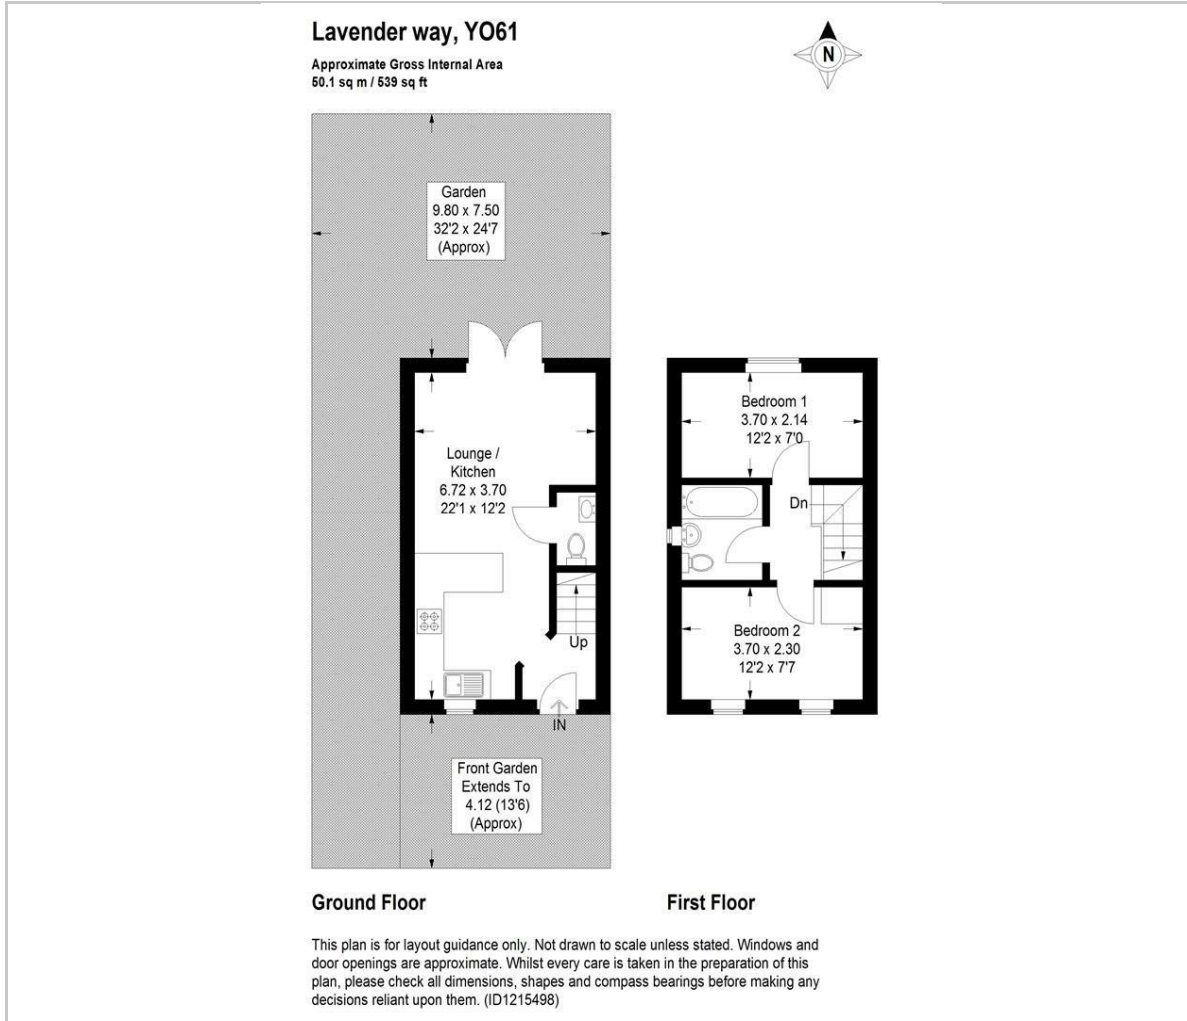 Lavender way, YO61
Approximate Gross Internal Area
50.1 sq m / 539 sq ft
N
Garden
9.80 x 7.50
32'2 x 24'7
(Approx)
Lounge /
Kitchen
6.72 x 3.70
22'1 x 12'2
Up
IN
Front Garden
Extends To
4.12 (13'6)
(Approx)
Bedroom 1
3.70 x 2.14
12'2 x 7'0
Dn
Bedroom 2
3.70 x 2.30
12'2 x 7'7
Ground Floor
First Floor
This plan is for layout guidance only. Not drawn to scale unless stated. Windows and
door openings are approximate. Whilst every care is taken in the preparation of this
plan, please check all dimensions, shapes and compass bearings before making any
decisions reliant upon them. (ID1215498)